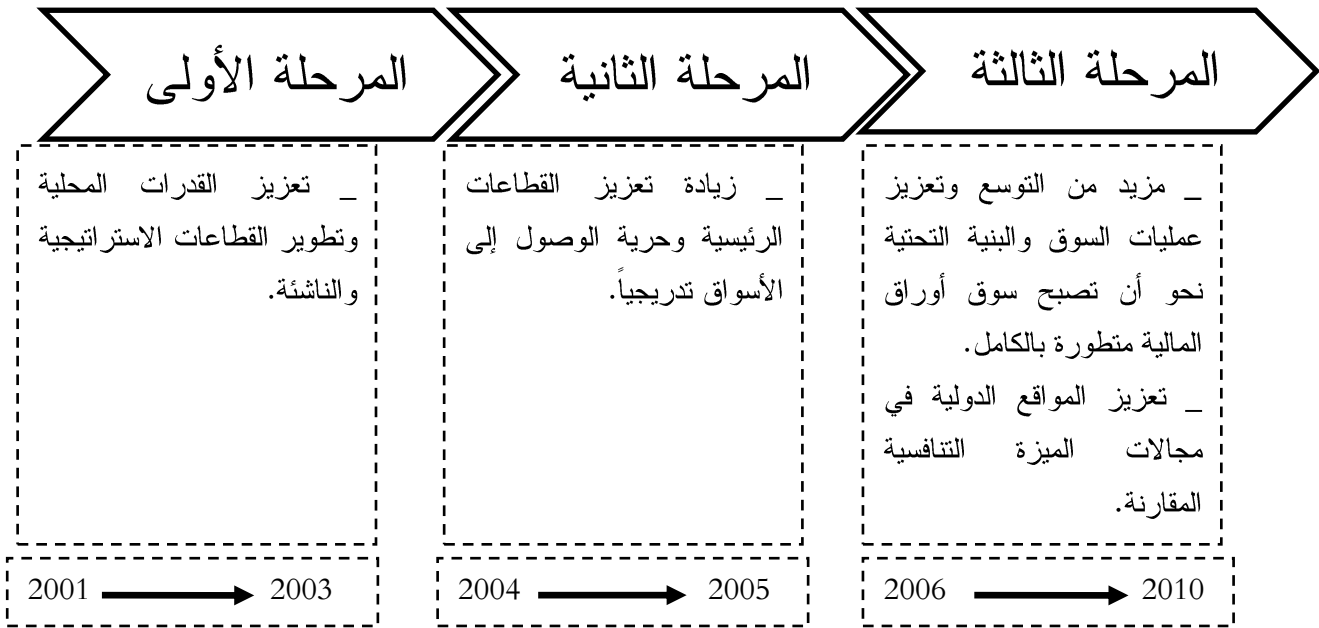 المرحلة الأولى
_ تعزيز القدرات المحلية
وتطوير القطاعات الاستراتيجية
والناشئة.
2001 2003
المرحلة الثانية
_ زيادة تعزيز القطاعات
الرئيسية وحرية الوصول إلى
الأسواق تدريجياً.
2004 2005
المرحلة الثالثة
_ مزيد من التوسع وتعزيز
عمليات السوق والبنية التحتية
نحو أن تصبح سوق أوراق
المالية متطورة بالكامل.
_ تعزيز المواقع الدولية في
مجالات الميزة التنافسية
المقارنة.
2006 2010